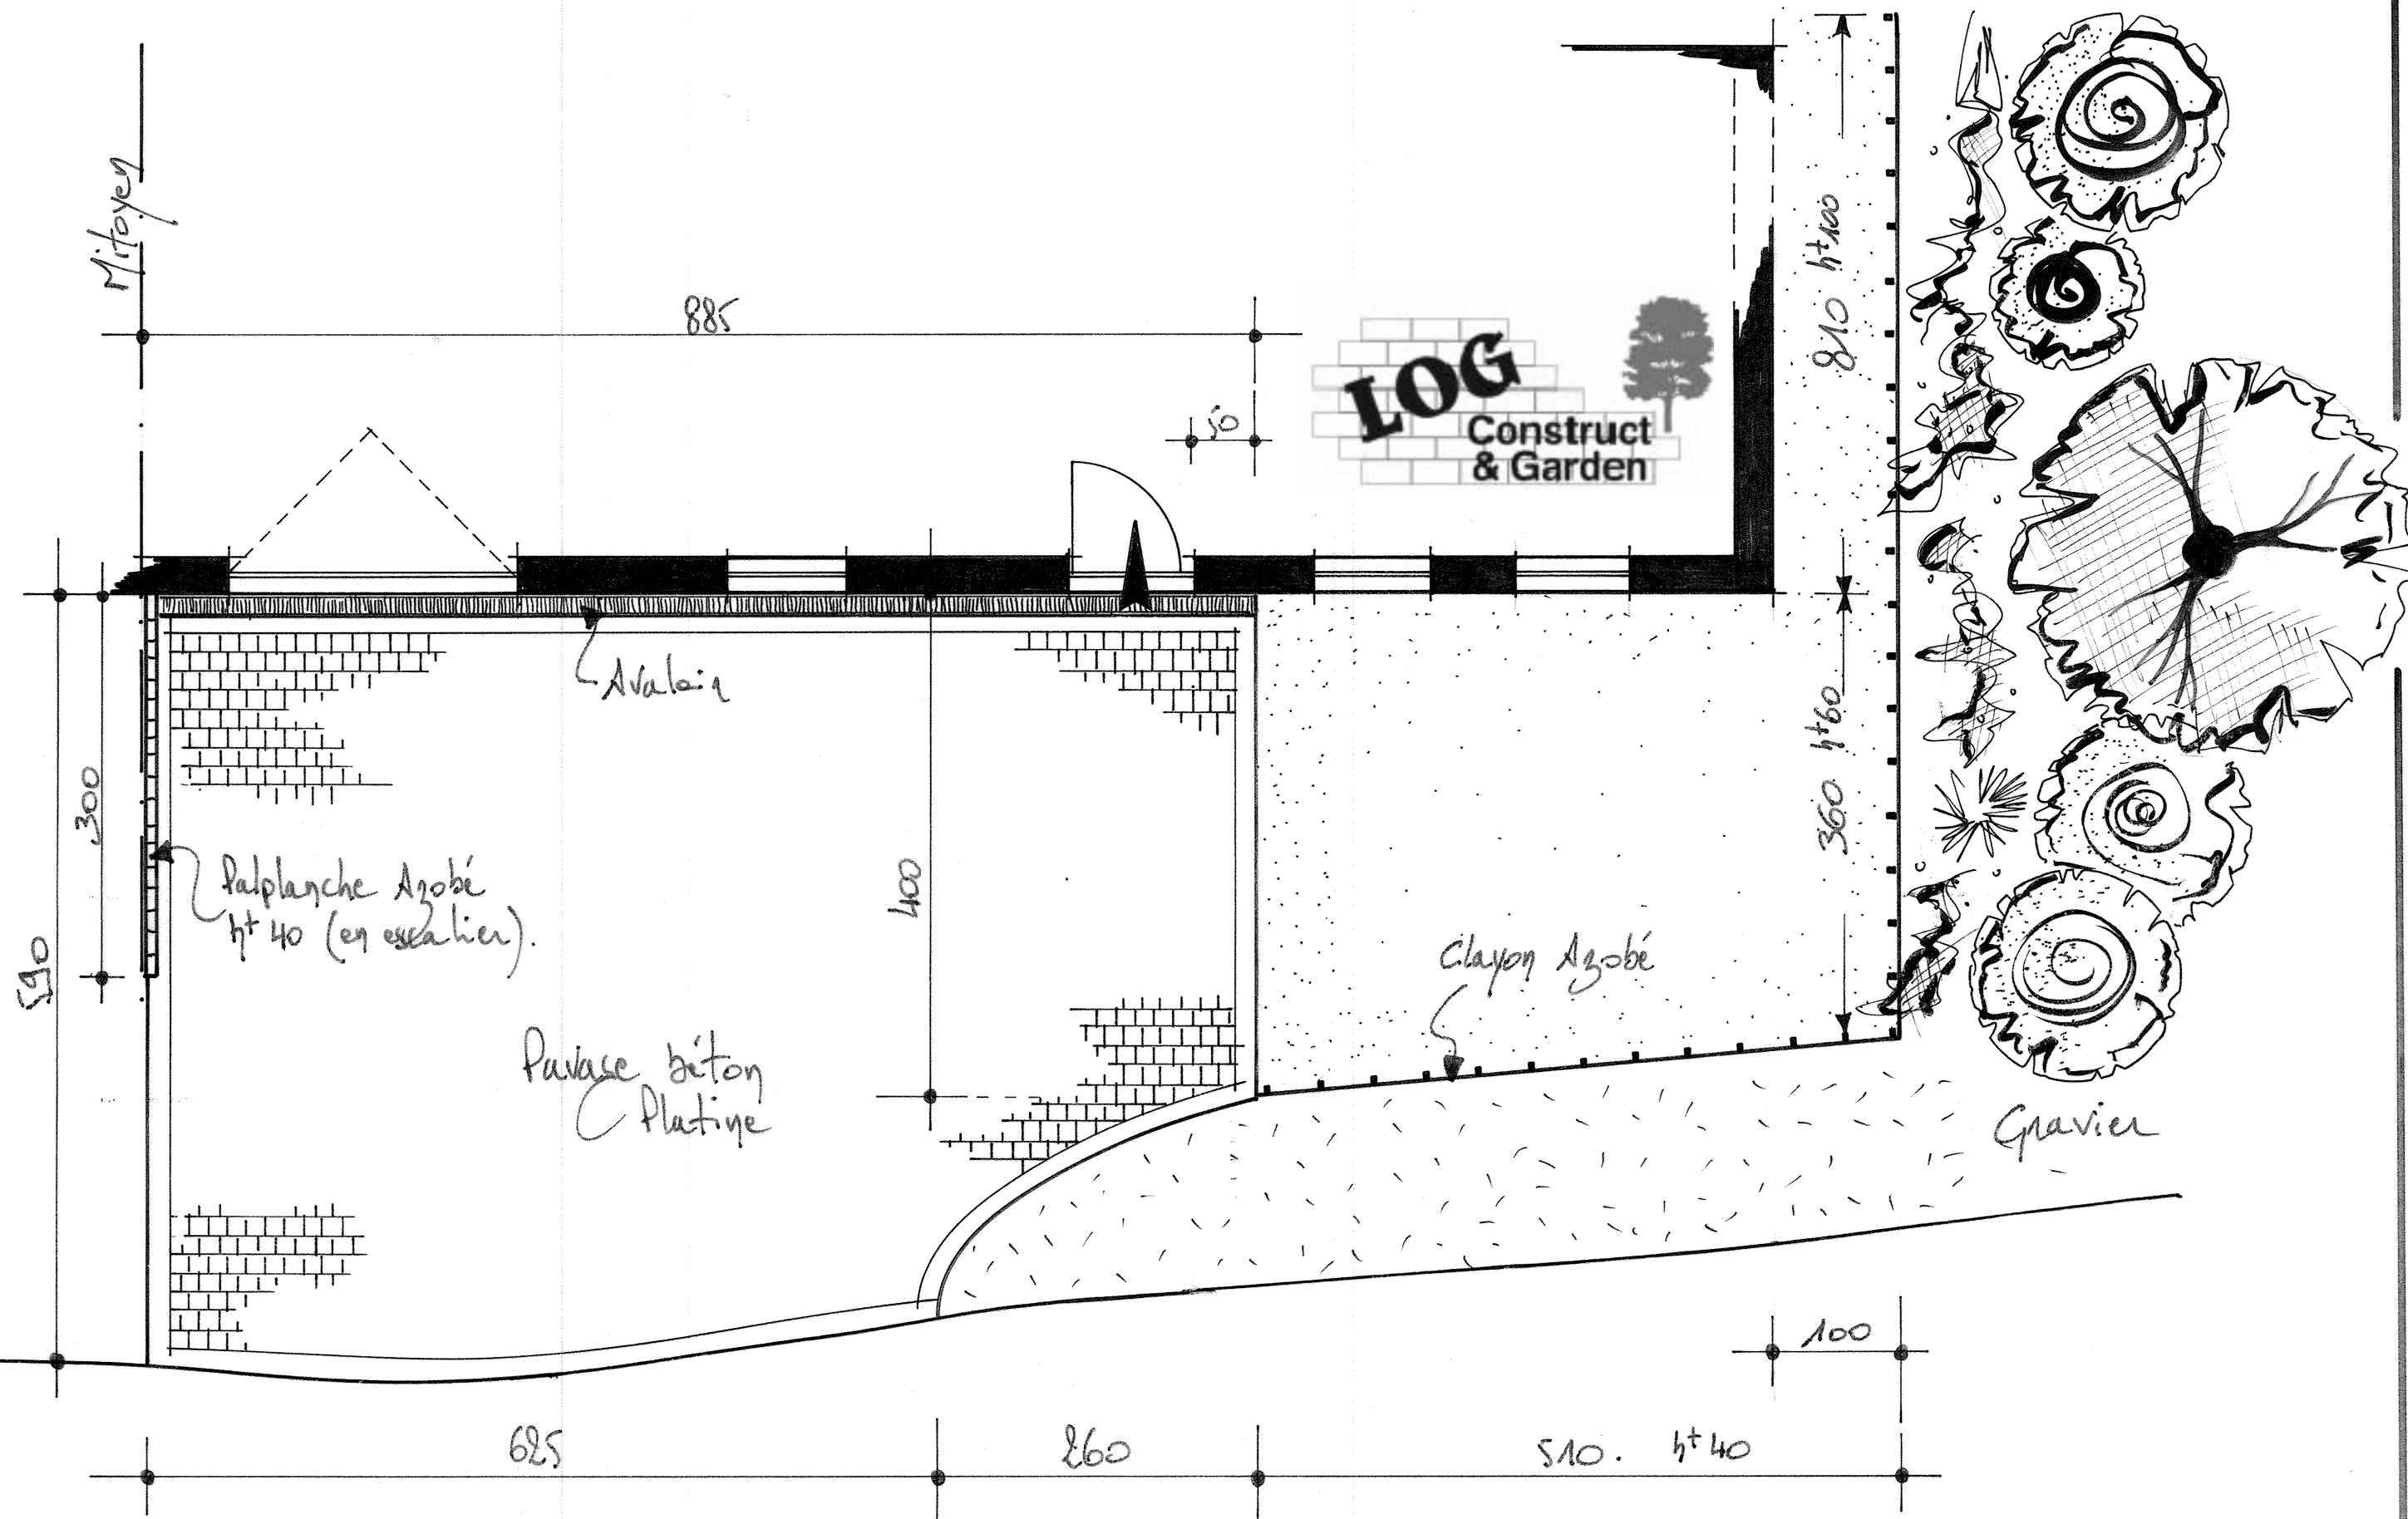 Mitoyen
885
50
LOG
Construct
& Garden
810 ht 100
Avaloir
300
590
Palplanche Azobé
ht 40 (en escalier).
400
360 ht 60
Clayon Azobé
Pavage béton
Platine
Gravier
100
625
260
510. ht 40